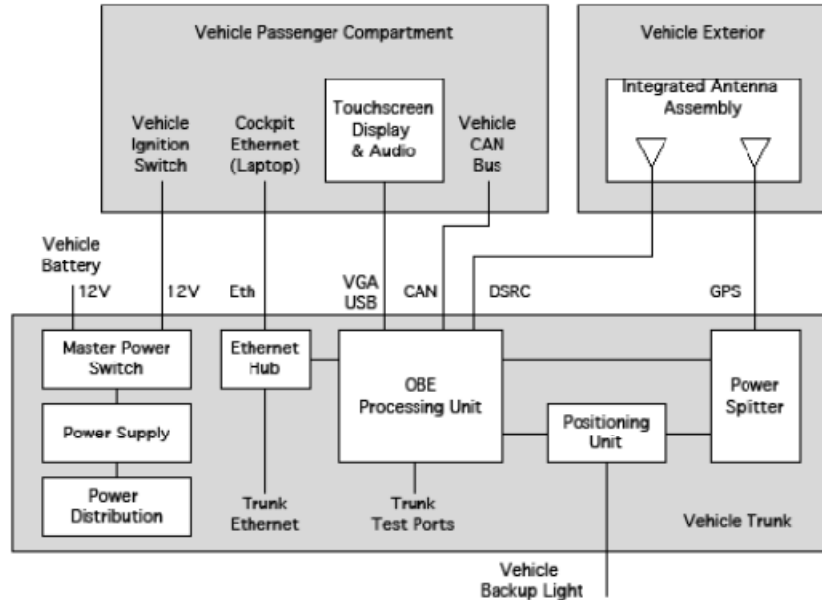 Vehicle Passenger Compartment
Vehicle Exterior
Vehicle
Ignition
Switch
Cockpit
Ethernet
(Laptop)
Touchscreen
Display
& Audio
Vehicle
CAN
Bus
Integrated Antenna
Assembly
Vehicle
Battery
12V
12V
Eth
VGA
USB
CAN
DSRC
GPS
Master Power
Switch
Ethernet
Hub
OBE
Processing Unit
Power
Spitter
Power Supply
Positioning
Unit
Power
Distribution
Trunk
Ethernet
Trunk
Test Ports
Vehicle Trunk
Vehicle
Backup Light